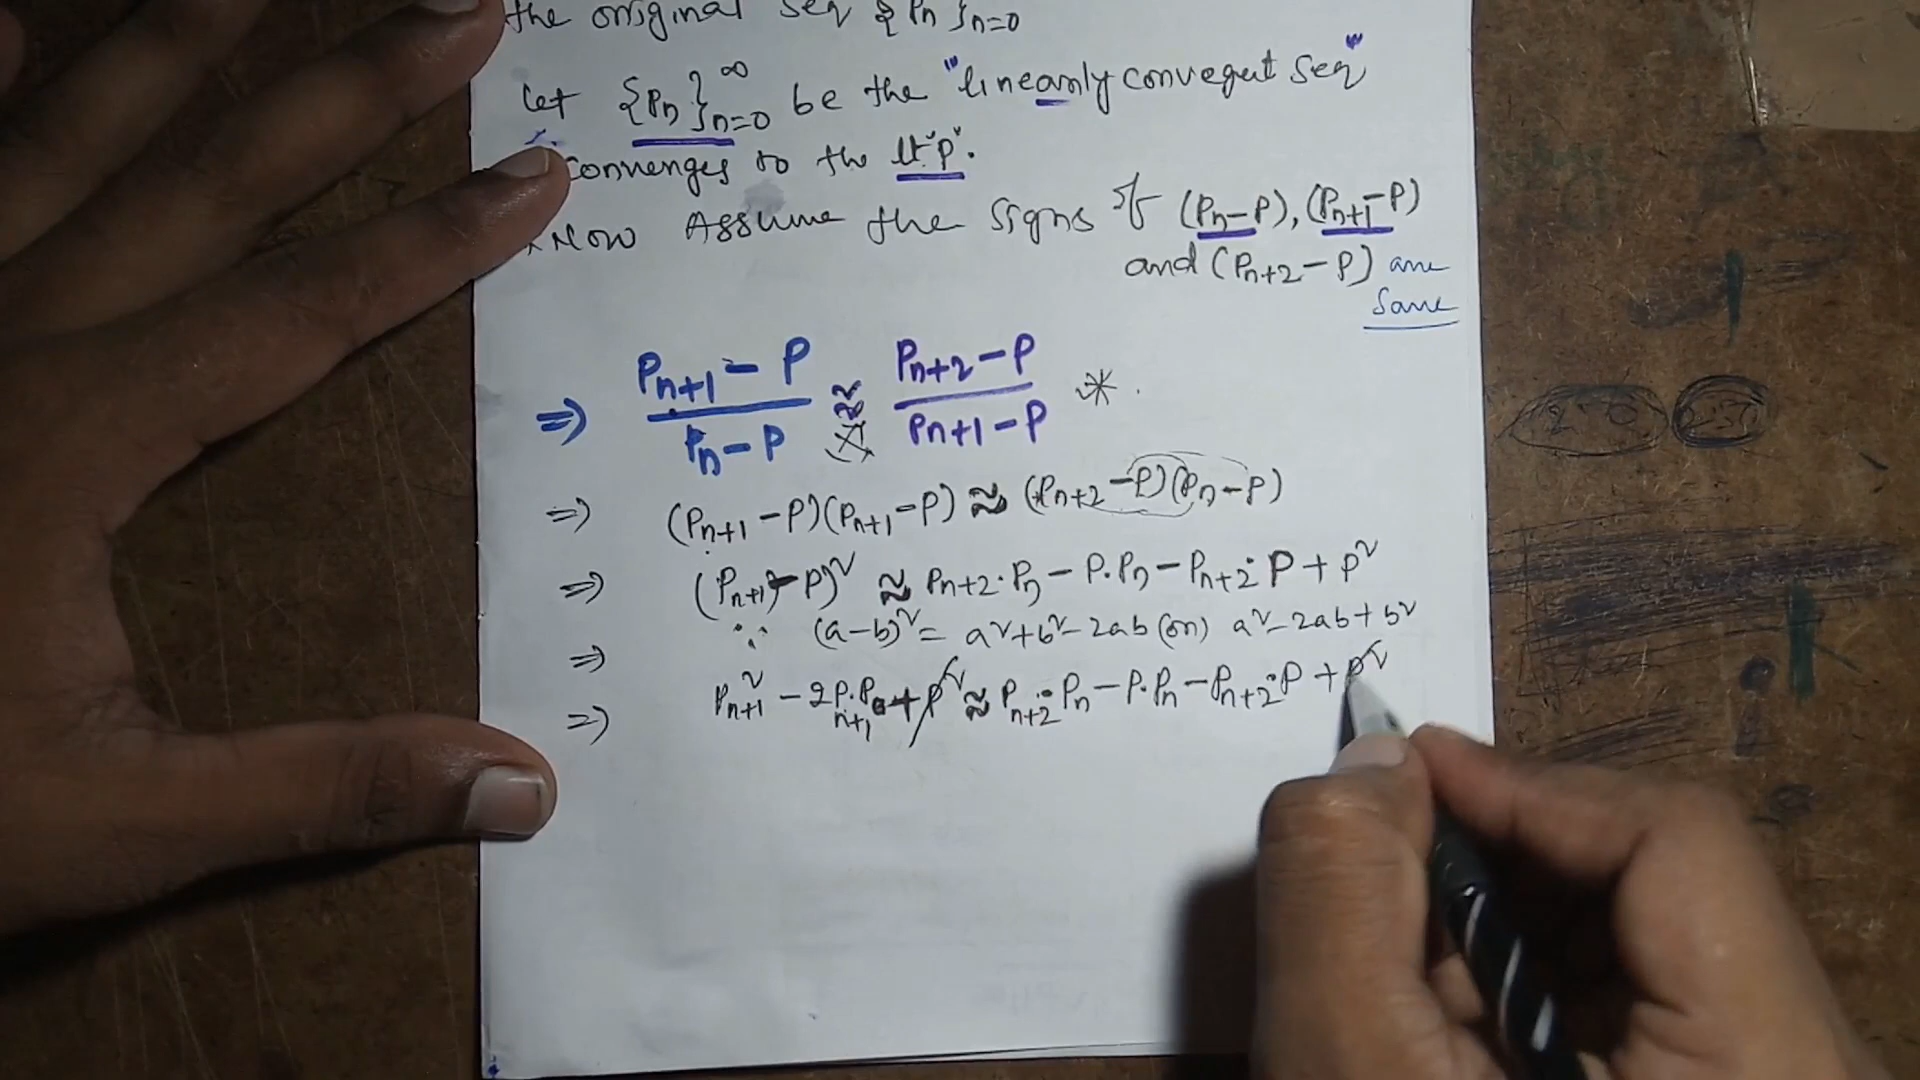 the original Seq {Pn}n=0
Let {Pn}∞n=0 be the "linearly convegent Seq"
converges to the lt "p".
Now Assume the signs of (Pn-P), (Pn+1-P)
and (Pn+2-P) are
Same
⇒ Pn+1-P / Pn-P ≈ Pn+2-P / Pn+1-P *.
⇒ (Pn+1-P)(Pn+1-P) ≈ (Pn+2-P)(Pn-P)
⇒ (Pn+1-P)² ≈ Pn+2·Pn-P·Pn-Pn+2·P+P²
∵ (a-b)² = a²+b²-2ab (or) a²-2ab+b²
⇒
⇒ P²n+1-2P·Pn+1+P² ≈ Pn+2·Pn-P·Pn-Pn+2·P+P²